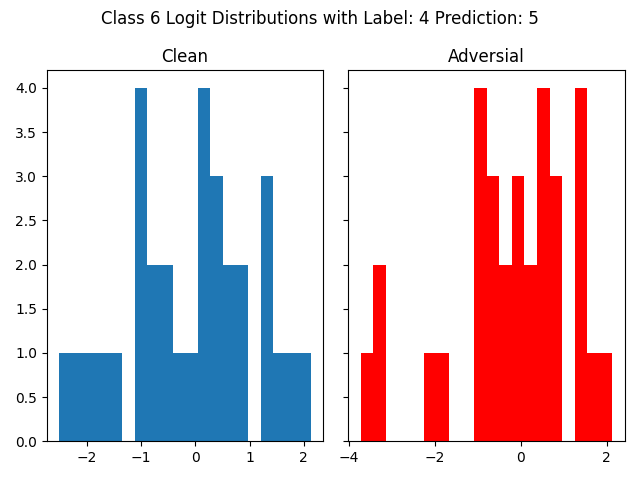 Class 6 Logit Distributions with Label: 4 Prediction: 5
Clean
Adversial
4.0
3.5
3.0
2.5
2.0
1.5
1.0
0.5
0.0
−2 −1 0 1 2
−4 −2 0 2